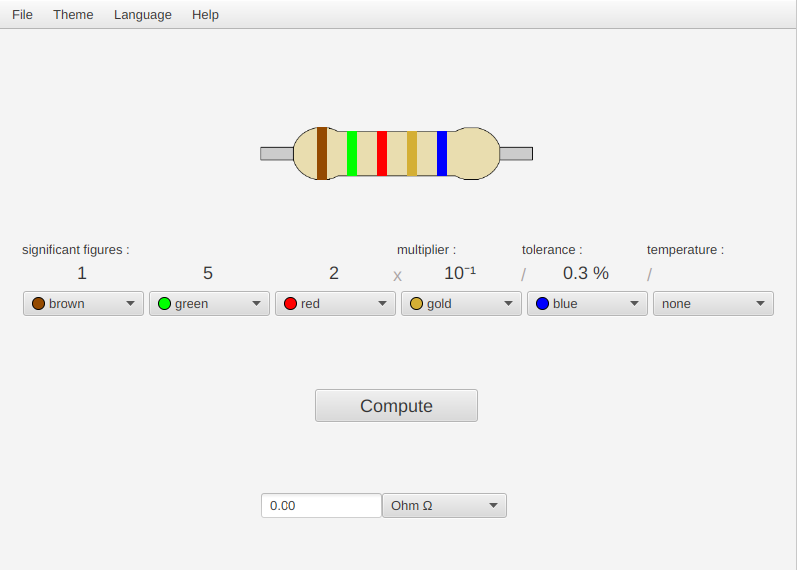 File Theme Language Help
significant figures : multiplier : tolerance : temperature :
1 5 2 x 10⁻¹ / 0.3 % /
brown green red gold blue none
Compute
0.00 Ohm Ω